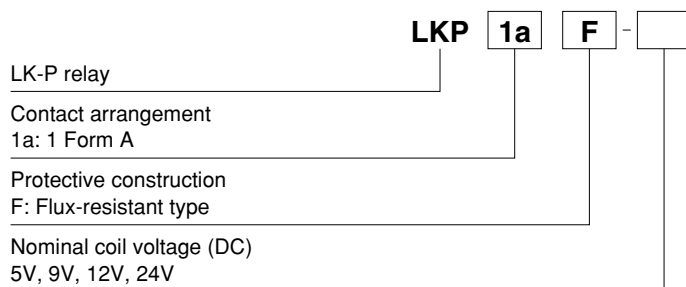 LKP 1a F -
LK-P relay
Contact arrangement
1a: 1 Form A
Protective construction
F: Flux-resistant type
Nominal coil voltage (DC)
5V, 9V, 12V, 24V